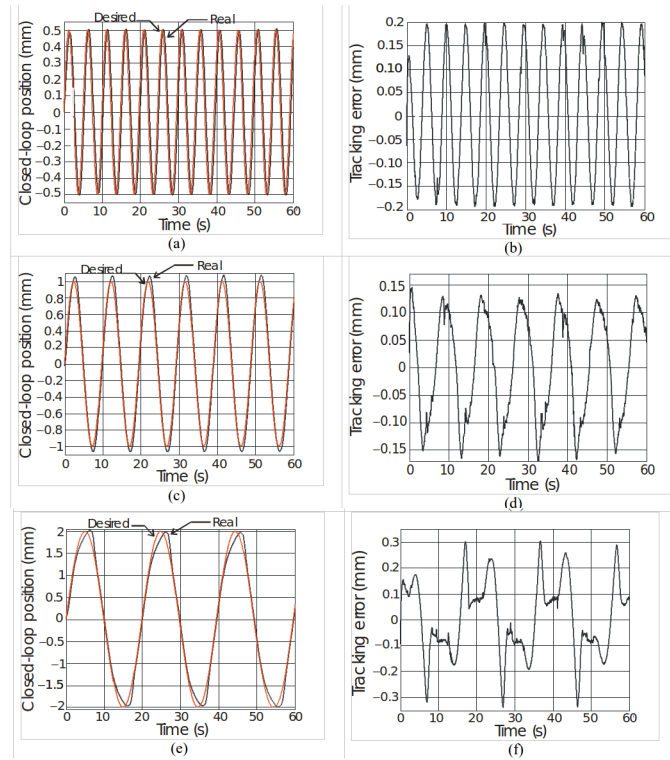 Desired
Real
Closed-loop position (mm)
0.5
0.4
0.3
0.2
0.1
0
−0.1
−0.2
−0.3
−0.4
−0.5
0 10 20 30 40 50 60
Time (s)
(a)
Tracking error (mm)
0.2
0.15
0.10
0.20
0
−0.05
−0.10
−0.15
−0.2
0 10 20 30 40 50 60
Time (s)
(b)
Desired
Real
Closed-loop position (mm)
1
0.8
0.6
0.4
0.2
0
−0.2
−0.4
−0.6
−0.8
−1
0 10 20 30 40 50 60
Time (s)
(c)
Tracking error (mm)
0.15
0.10
0.05
0
−0.05
−0.10
−0.15
0 10 20 30 40 50 60
Time (s)
(d)
Desired
Real
Closed-loop position (mm)
2
1.5
1
0.5
0
−0.5
−1
−1.5
−2
0 10 20 30 40 50 60
Time (s)
(e)
Tracking error (mm)
0.3
0.2
0.1
0
−0.1
−0.2
−0.3
0 10 20 30 40 50 60
Time (s)
(f)